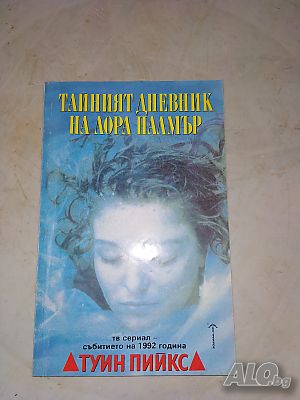 ТАЙНИЯТ ДНЕВНИК
НА ЛОРА ПАЛМЪР
тв сериал –
събитието на 1992 година
ТУИН ПИЙКС
ALO.bg